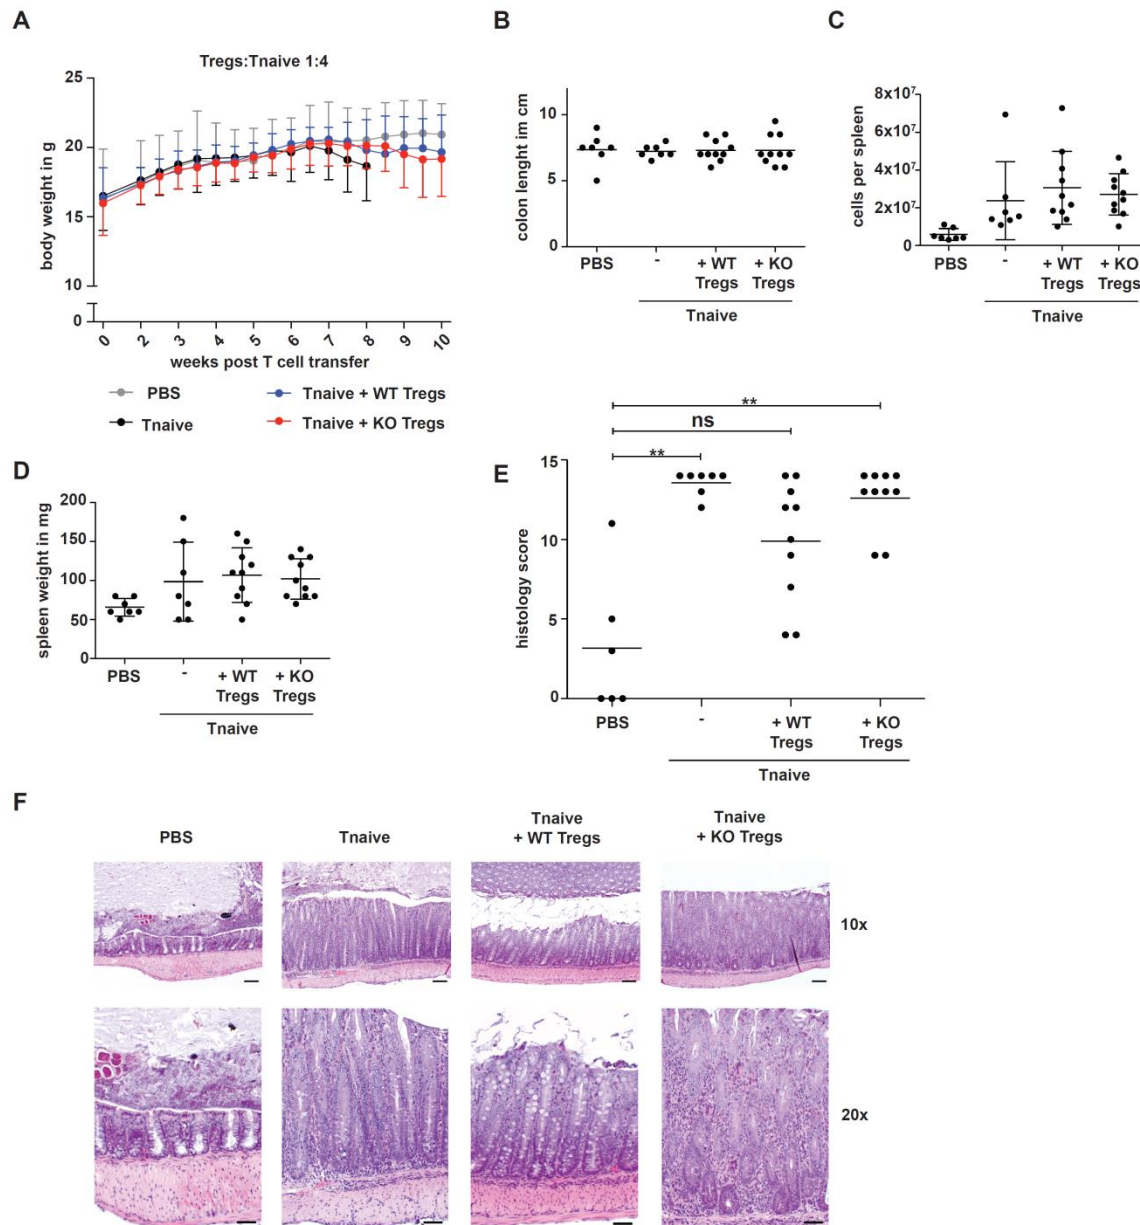 A
Tregs:Tnaive 1:4
body weight in g
25
20
15
10
0
0 2 3 4 5 6 7 8 9 10
weeks post T cell transfer
PBS
Tnaive
Tnaive + WT Tregs
Tnaive + KO Tregs
B
colon lenght im cm
10
5
0
PBS
-
+ WT
Tregs
+ KO
Tregs
Tnaive
C
cells per spleen
8x10⁷
6x10⁷
4x10⁷
2x10⁷
0
PBS
-
+ WT
Tregs
+ KO
Tregs
Tnaive
D
spleen weight in mg
200
150
100
50
0
PBS
-
+ WT
Tregs
+ KO
Tregs
Tnaive
E
**
ns
**
histology score
15
10
5
0
PBS
-
+ WT
Tregs
+ KO
Tregs
Tnaive
F
PBS
Tnaive
Tnaive
+ WT Tregs
Tnaive
+ KO Tregs
10x
20x